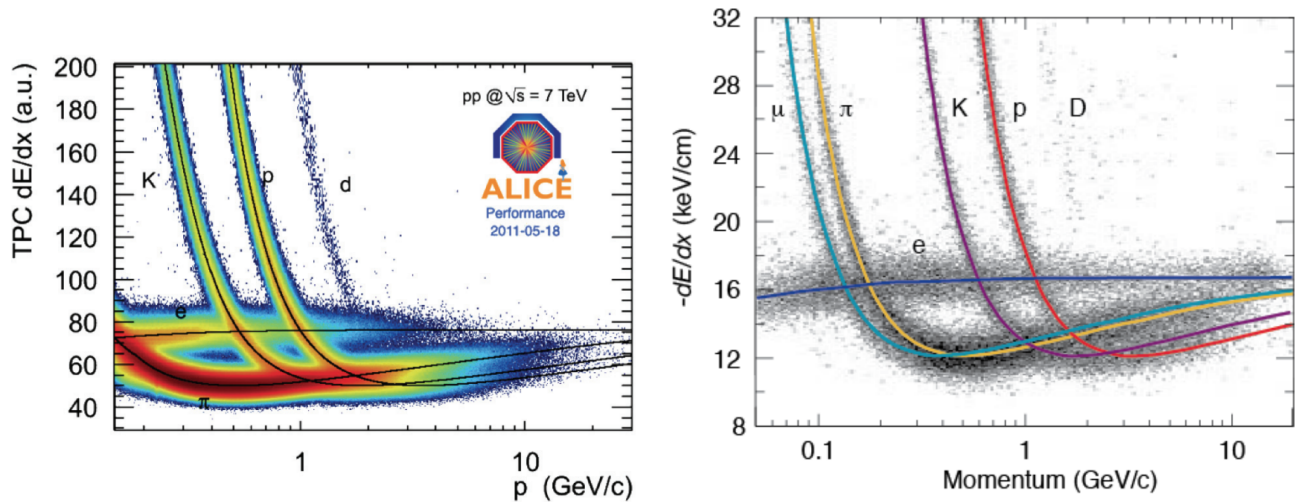 TPC dE/dx (a.u.)
200
180
160
140
120
100
80
60
40
K
p
d
e
π
pp @ √s = 7 TeV
ALICE
Performance
2011-05-18
1
10
p (GeV/c)
-dE/dx (keV/cm)
32
28
24
20
16
12
8
μ
π
K
p
D
e
0.1
1
10
Momentum (GeV/c)